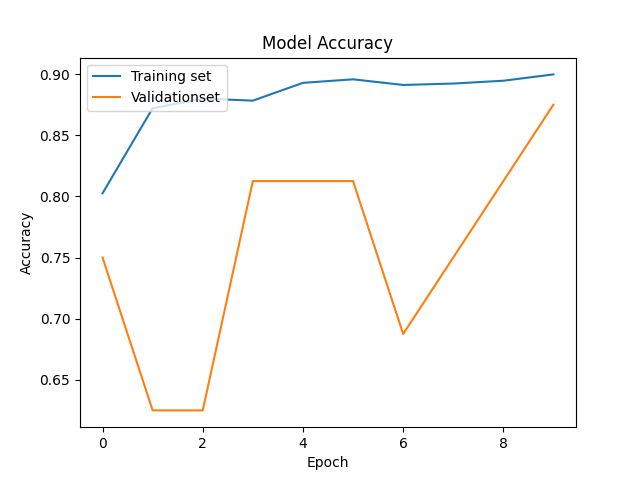 Model Accuracy
Training set
Validationset
0.90
0.85
0.80
0.75
0.70
0.65
Accuracy
0 2 4 6 8
Epoch